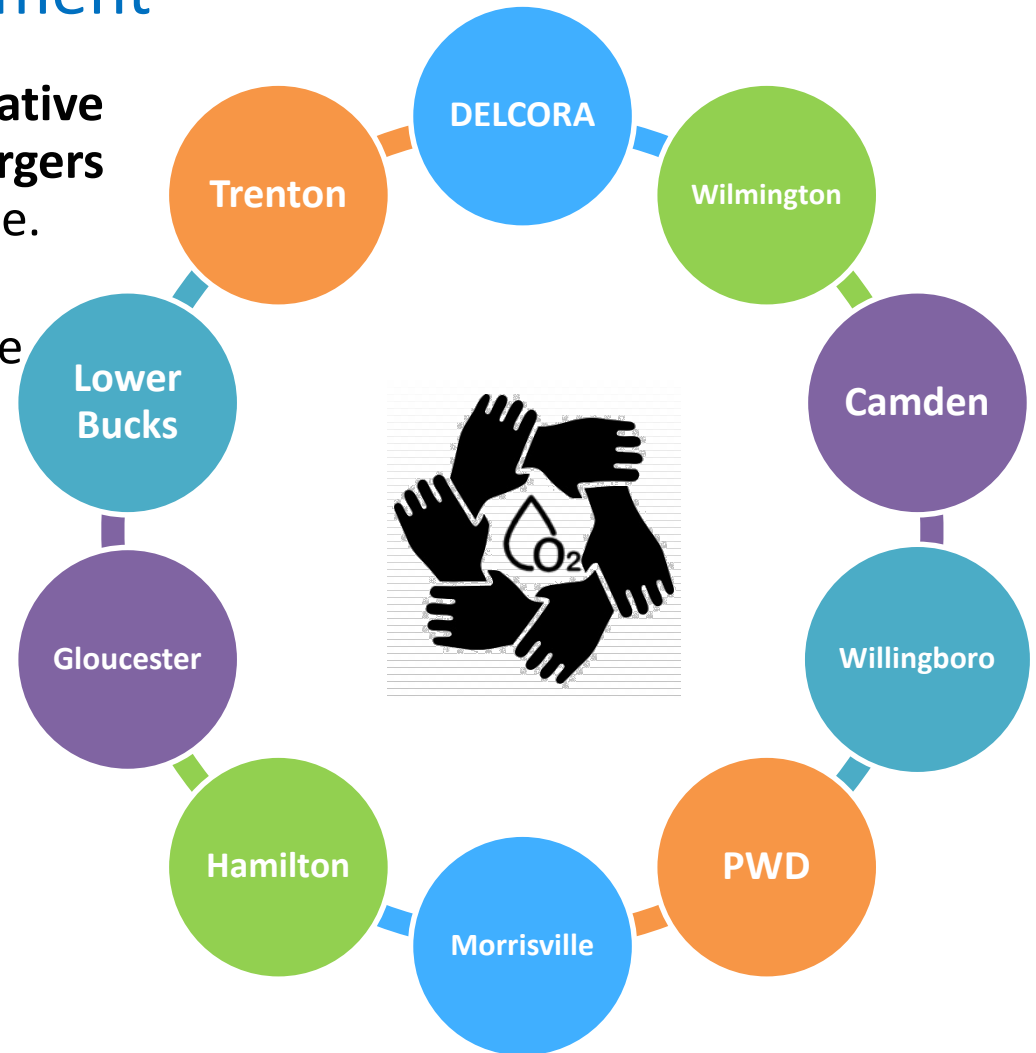 ment
ative
rgers
e.
e
DELCORA
Trenton
Wilmington
Lower
Bucks
Camden
O2
Gloucester
Willingboro
Hamilton
PWD
Morrisville